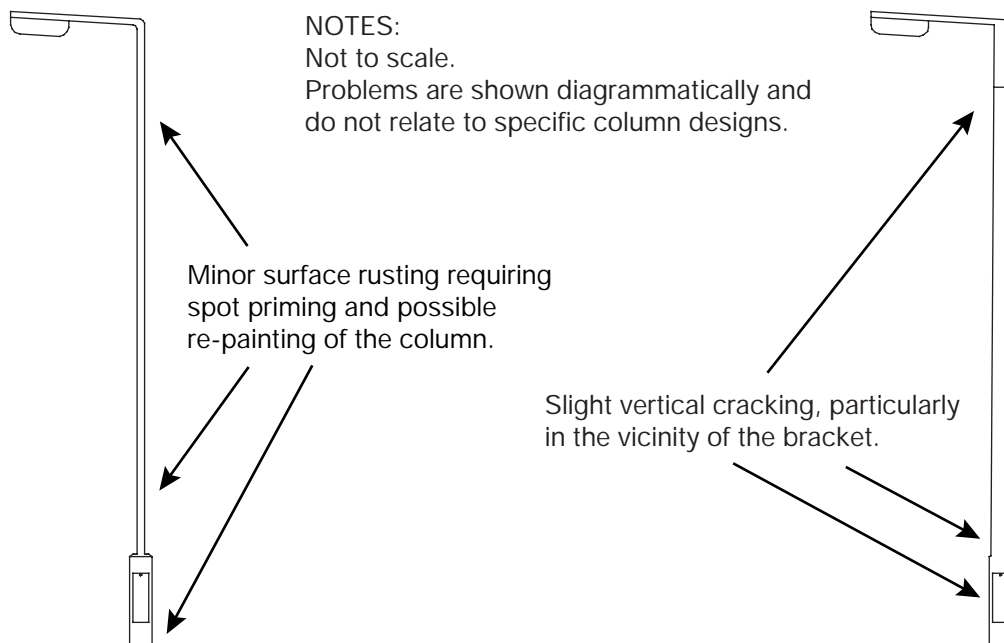 NOTES:
Not to scale.
Problems are shown diagrammatically and
do not relate to specific column designs.
Minor surface rusting requiring
spot priming and possible
re-painting of the column.
Slight vertical cracking, particularly
in the vicinity of the bracket.